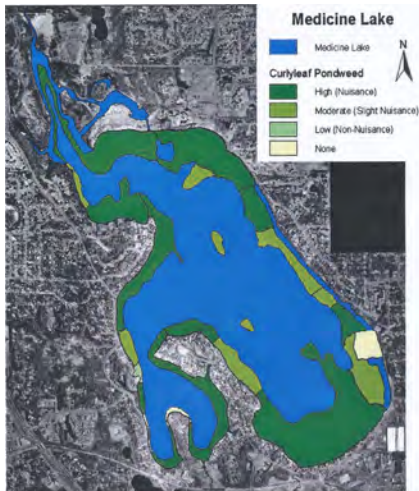 Medicine Lake
Medicine Lake
N
Curlyleaf Pondweed
High (Nuisance)
Moderate (Slight Nuisance)
Low (Non-Nuisance)
None